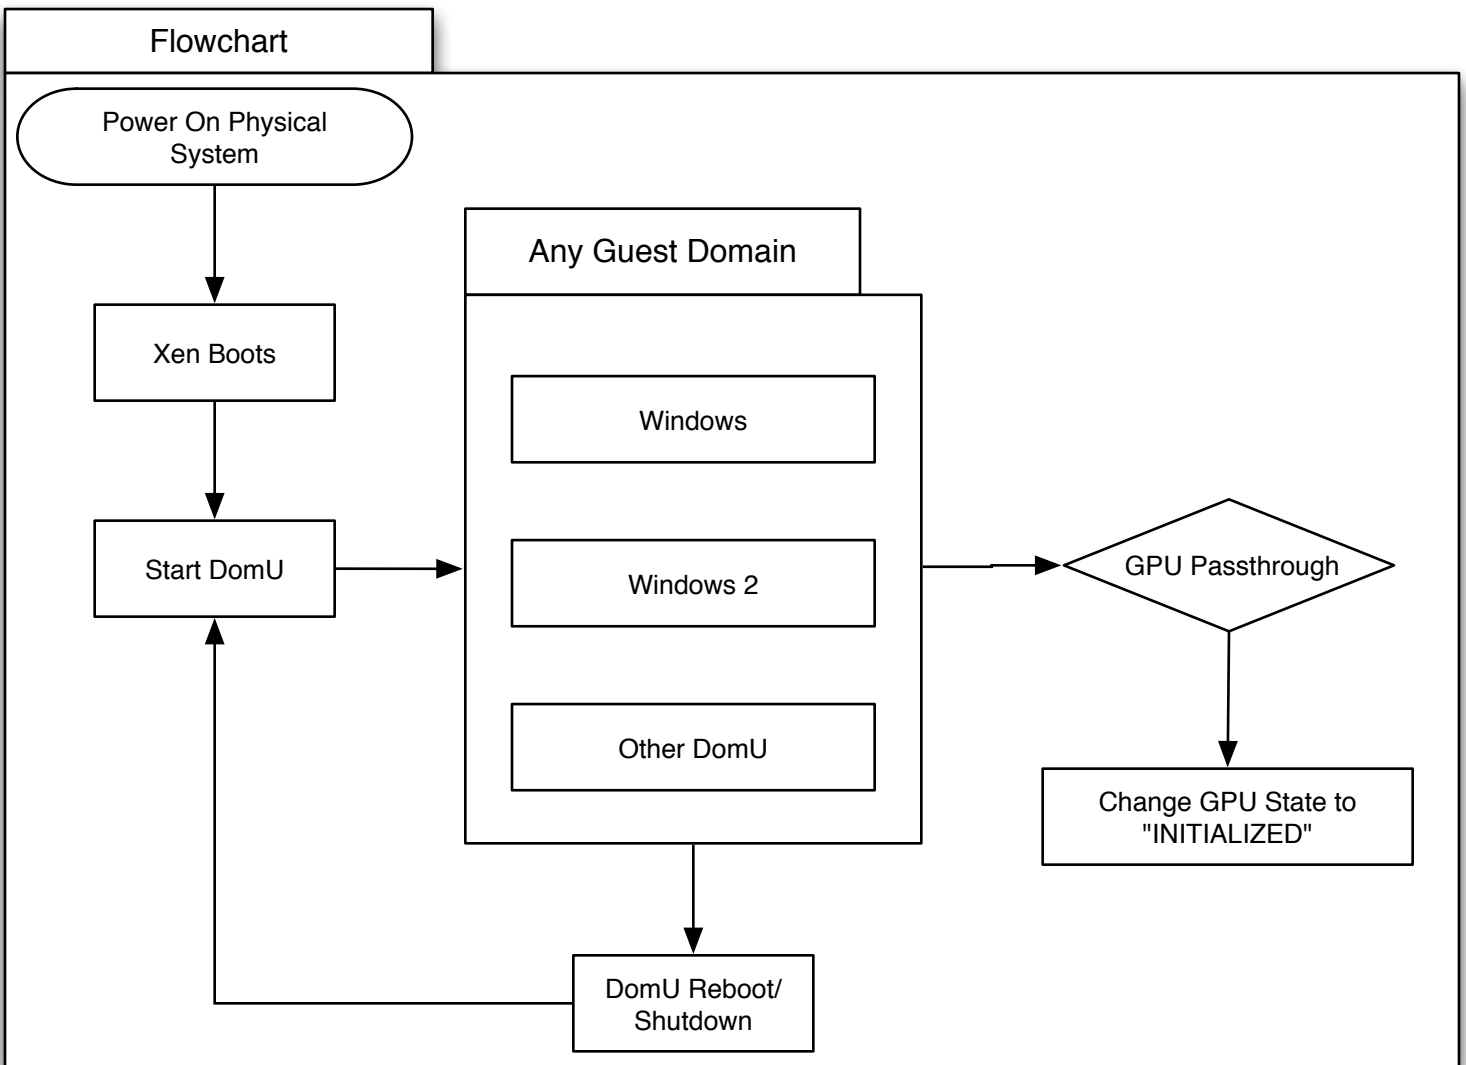 Flowchart
Power On Physical
System
Xen Boots
Start DomU
Any Guest Domain
Windows
Windows 2
Other DomU
GPU Passthrough
Change GPU State to
"INITIALIZED"
DomU Reboot/
Shutdown